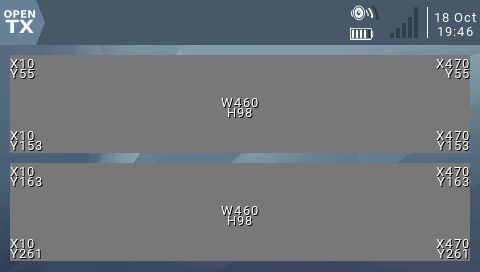 OPEN
TX
18 Oct
19:46
X10
Y55
X470
Y55
W460
H98
X10
Y153
X470
Y153
X10
Y163
X470
Y163
W460
H98
X10
Y261
X470
Y261